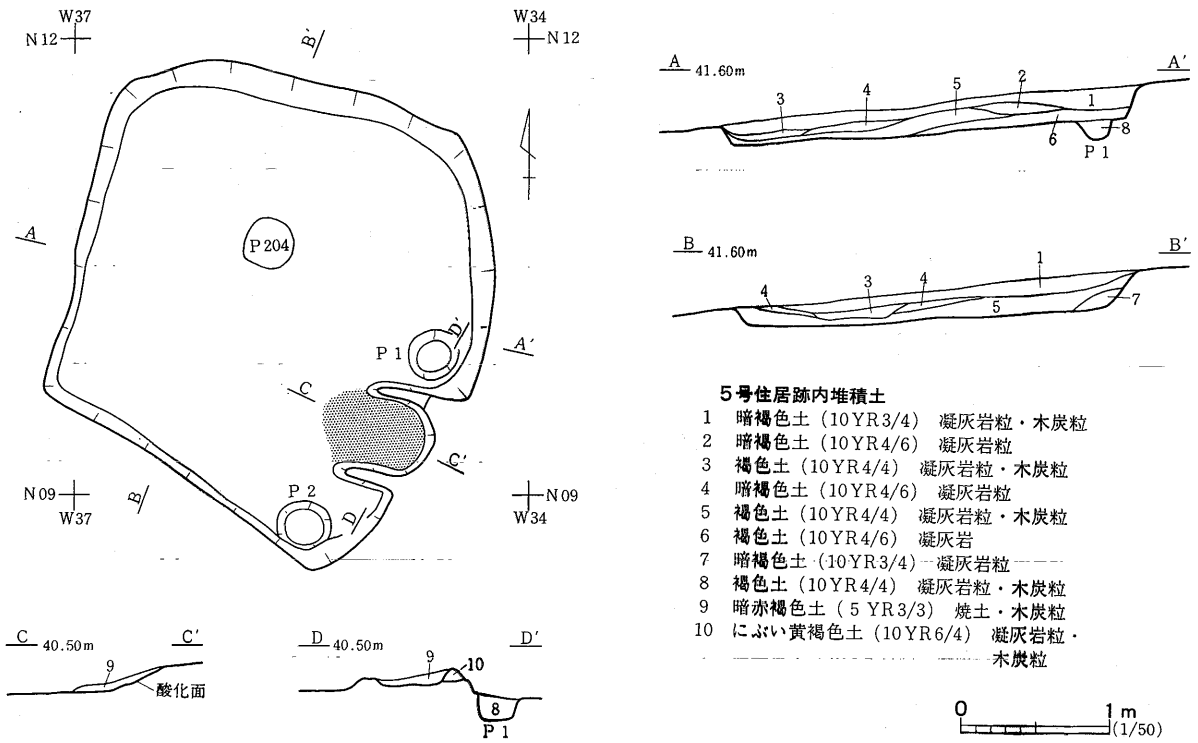 W37
N12
W34
N12
B′
A
P204
P1
D′
A′
C
C′
P2
D
B
N09
W37
N09
W34
A 41.60m
A′
3
4
5
2
1
6
8
P1
B 41.60m
B′
4
3
4
1
5
7
5号住居跡内堆積土
1 暗褐色土(10YR3/4) 凝灰岩粒・木炭粒
2 暗褐色土(10YR4/6) 凝灰岩粒
3 褐色土(10YR4/4) 凝灰岩粒・木炭粒
4 暗褐色土(10YR4/6) 凝灰岩粒
5 褐色土(10YR4/4) 凝灰岩粒・木炭粒
6 褐色土(10YR4/6) 凝灰岩
7 暗褐色土(10YR3/4) 凝灰岩粒
8 褐色土(10YR4/4) 凝灰岩粒・木炭粒
9 暗赤褐色土(5YR3/3) 焼土・木炭粒
10 にぶい黄褐色土(10YR6/4) 凝灰岩粒・
木炭粒
C 40.50m
C′
9
酸化面
D 40.50m
D′
9
10
8
P1
0 1m
(1/50)